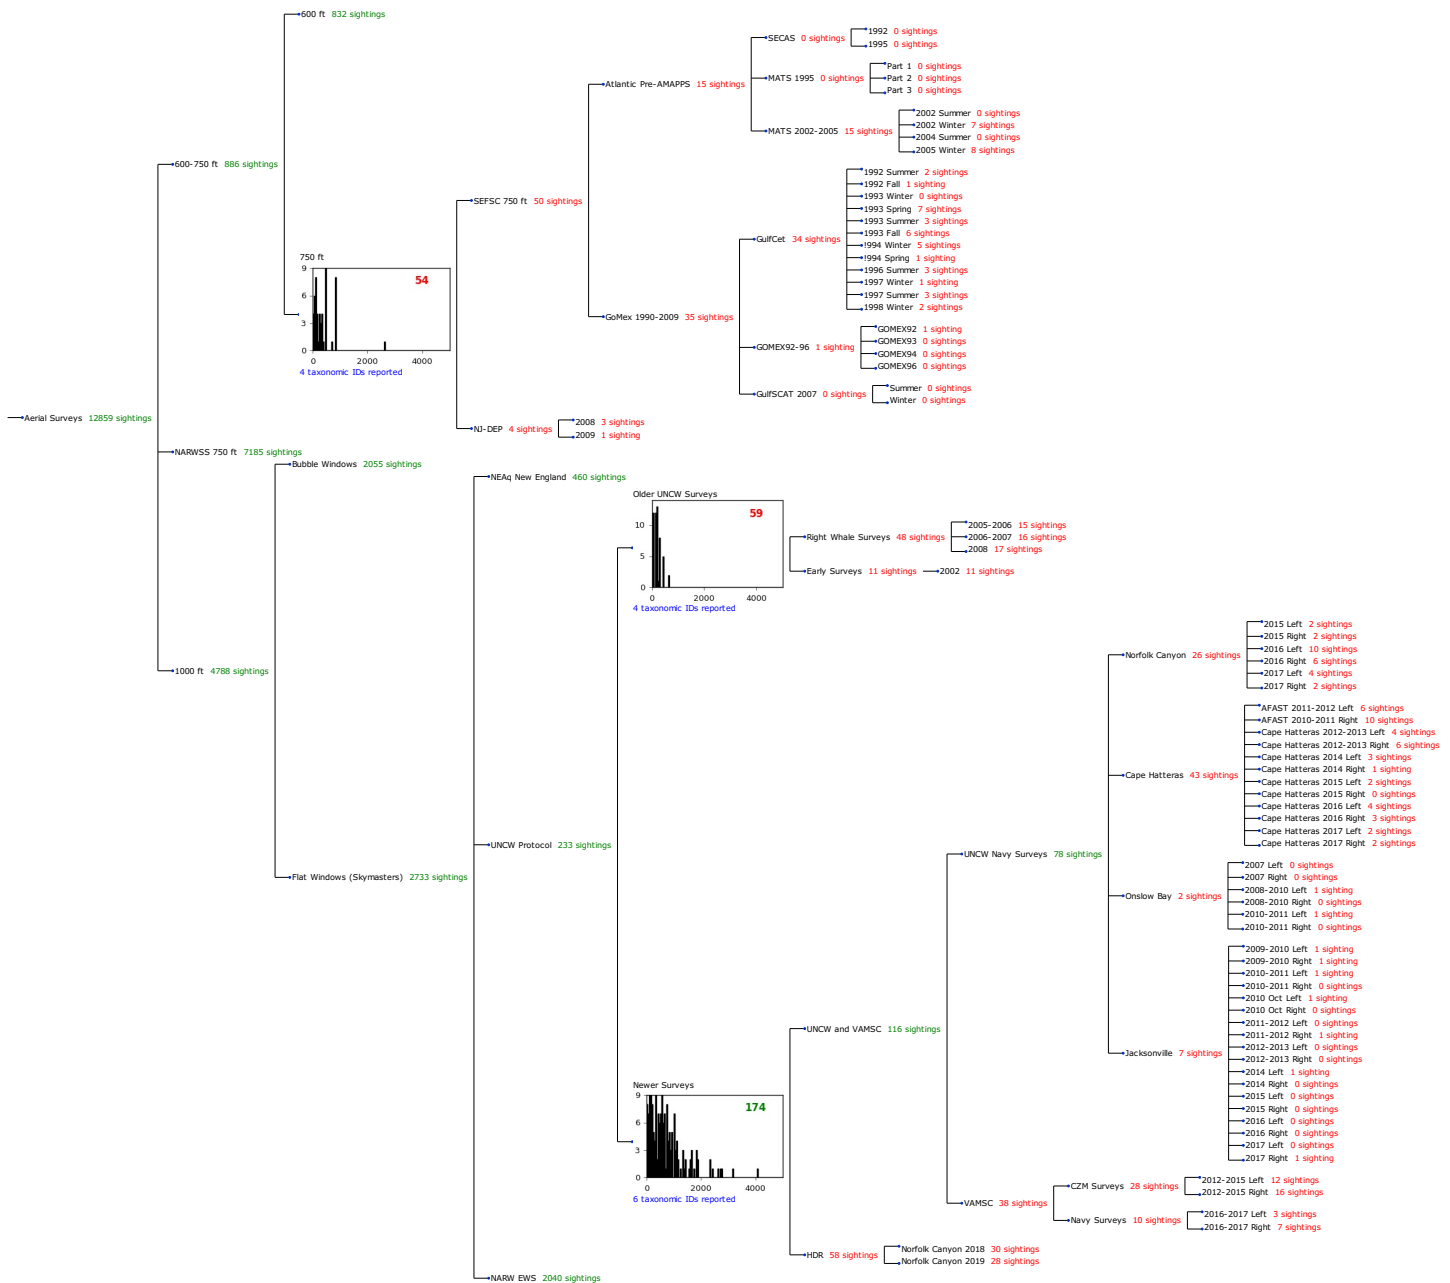 600 ft 832 sightings
1992 0 sightings
SECAS 0 sightings
1995 0 sightings
Part 1 0 sightings
MATS 1995 0 sightings
Part 2 0 sightings
Atlantic Pre-AMAPPS 15 sightings
Part 3 0 sightings
2002 Summer 0 sightings
2002 Winter 7 sightings
MATS 2002-2005 15 sightings
2004 Summer 0 sightings
2005 Winter 8 sightings
600-750 ft 886 sightings
1992 Summer 2 sightings
1992 Fall 1 sighting
1993 Winter 0 sightings
SEFSC 750 ft 50 sightings
1993 Spring 7 sightings
1993 Summer 3 sightings
1993 Fall 6 sightings
GulfCet 34 sightings
!994 Winter 5 sightings
!994 Spring 1 sighting
1996 Summer 3 sightings
1997 Winter 1 sighting
1997 Summer 3 sightings
1998 Winter 2 sightings
750 ft
9
6
3
0
54
0 2000 4000
4 taxonomic IDs reported
GoMex 1990-2009 35 sightings
GOMEX92 1 sighting
GOMEX93 0 sightings
GOMEX92-96 1 sighting
GOMEX94 0 sightings
GOMEX96 0 sightings
Summer 0 sightings
GulfSCAT 2007 0 sightings
Winter 0 sightings
Aerial Surveys 12859 sightings
2008 3 sightings
NJ-DEP 4 sightings
2009 1 sighting
NARWSS 750 ft 7185 sightings
Bubble Windows 2055 sightings
NEAq New England 460 sightings
Older UNCW Surveys
10
5
0
59
0 2000 4000
4 taxonomic IDs reported
2005-2006 15 sightings
Right Whale Surveys 48 sightings
2006-2007 16 sightings
2008 17 sightings
Early Surveys 11 sightings
2002 11 sightings
1000 ft 4788 sightings
2015 Left 2 sightings
2015 Right 2 sightings
2016 Left 10 sightings
Norfolk Canyon 26 sightings
2016 Right 6 sightings
2017 Left 4 sightings
2017 Right 2 sightings
AFAST 2011-2012 Left 6 sightings
AFAST 2010-2011 Right 10 sightings
Cape Hatteras 2012-2013 Left 4 sightings
Cape Hatteras 2012-2013 Right 6 sightings
Cape Hatteras 2014 Left 3 sightings
Cape Hatteras 2014 Right 1 sighting
Cape Hatteras 43 sightings
Cape Hatteras 2015 Left 2 sightings
Cape Hatteras 2015 Right 0 sightings
Cape Hatteras 2016 Left 4 sightings
Cape Hatteras 2016 Right 3 sightings
Cape Hatteras 2017 Left 2 sightings
Cape Hatteras 2017 Right 2 sightings
UNCW Protocol 233 sightings
UNCW Navy Surveys 78 sightings
Flat Windows (Skymasters) 2733 sightings
2007 Left 0 sightings
2007 Right 0 sightings
2008-2010 Left 1 sighting
Onslow Bay 2 sightings
2008-2010 Right 0 sightings
2010-2011 Left 1 sighting
2010-2011 Right 0 sightings
2009-2010 Left 1 sighting
2009-2010 Right 1 sighting
2010-2011 Left 1 sighting
2010-2011 Right 0 sightings
2010 Oct Left 1 sighting
2010 Oct Right 0 sightings
2011-2012 Left 0 sightings
2011-2012 Right 1 sighting
2012-2013 Left 0 sightings
Jacksonville 7 sightings
2012-2013 Right 0 sightings
2014 Left 1 sighting
2014 Right 0 sightings
2015 Left 0 sightings
2015 Right 0 sightings
2016 Left 0 sightings
2016 Right 0 sightings
2017 Left 0 sightings
2017 Right 1 sighting
UNCW and VAMSC 116 sightings
Newer Surveys
9
6
3
0
174
0 2000 4000
6 taxonomic IDs reported
2012-2015 Left 12 sightings
CZM Surveys 28 sightings
2012-2015 Right 16 sightings
VAMSC 38 sightings
2016-2017 Left 3 sightings
Navy Surveys 10 sightings
2016-2017 Right 7 sightings
Norfolk Canyon 2018 30 sightings
HDR 58 sightings
Norfolk Canyon 2019 28 sightings
NARW EWS 2040 sightings